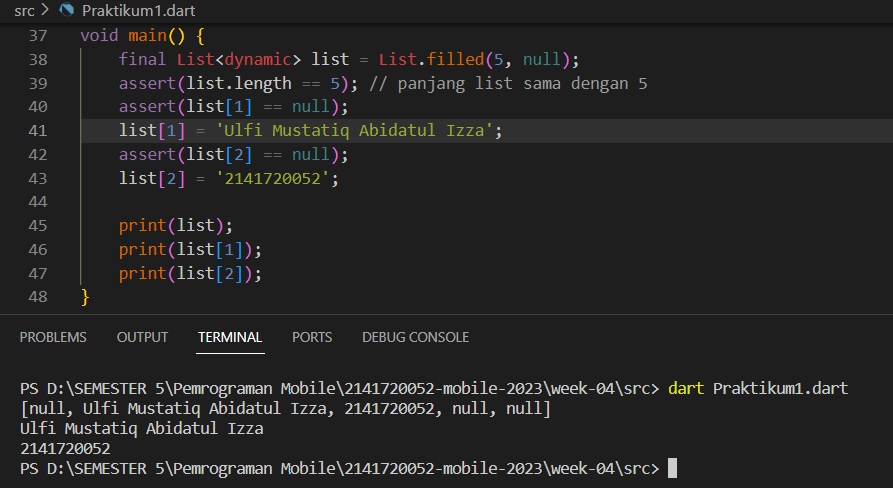 src > Praktikum1.dart
37 void main() {
38 final List<dynamic> list = List.filled(5, null);
39 assert(list.length == 5); // panjang list sama dengan 5
40 assert(list[1] == null);
41 list[1] = 'Ulfi Mustatiq Abidatul Izza';
42 assert(list[2] == null);
43 list[2] = '2141720052';
44
45 print(list);
46 print(list[1]);
47 print(list[2]);
48 }
PROBLEMS OUTPUT TERMINAL PORTS DEBUG CONSOLE
PS D:\SEMESTER 5\Pemrograman Mobile\2141720052-mobile-2023\week-04\src> dart Praktikum1.dart
[null, Ulfi Mustatiq Abidatul Izza, 2141720052, null, null]
Ulfi Mustatiq Abidatul Izza
2141720052
PS D:\SEMESTER 5\Pemrograman Mobile\2141720052-mobile-2023\week-04\src>